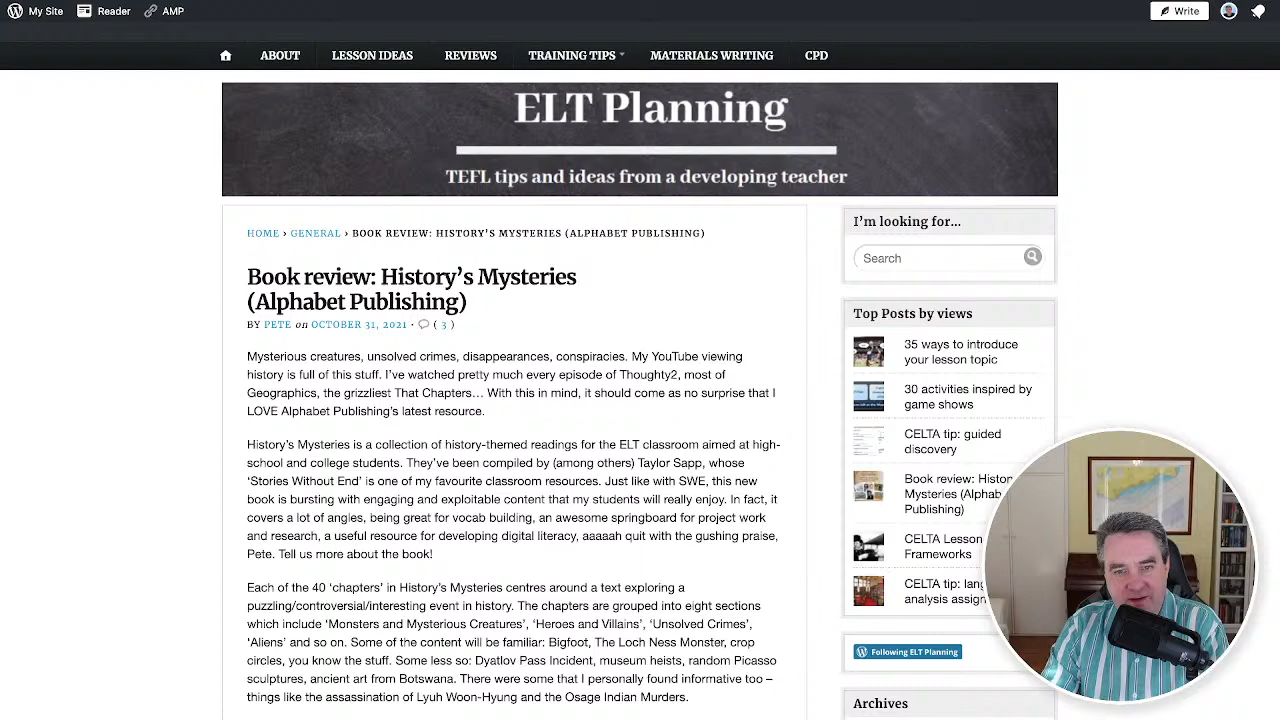 My Site Reader AMP Write
ABOUT LESSON IDEAS REVIEWS TRAINING TIPS MATERIALS WRITING CPD
ELT Planning
TEFL tips and ideas from a developing teacher
HOME › GENERAL › BOOK REVIEW: HISTORY’S MYSTERIES (ALPHABET PUBLISHING)
Book review: History’s Mysteries
(Alphabet Publishing)
BY PETE on OCTOBER 31, 2021 · ( 3 )
Mysterious creatures, unsolved crimes, disappearances, conspiracies. My YouTube viewing
history is full of this stuff. I’ve watched pretty much every episode of Thoughty2, most of
Geographics, the grizzliest That Chapters… With this in mind, it should come as no surprise that I
LOVE Alphabet Publishing’s latest resource.
History’s Mysteries is a collection of history-themed readings for the ELT classroom aimed at high-
school and college students. They’ve been compiled by (among others) Taylor Sapp, whose
‘Stories Without End’ is one of my favourite classroom resources. Just like with SWE, this new
book is bursting with engaging and exploitable content that my students will really enjoy. In fact, it
covers a lot of angles, being great for vocab building, an awesome springboard for project work
and research, a useful resource for developing digital literacy, aaaaah quit with the gushing praise,
Pete. Tell us more about the book!
Each of the 40 ‘chapters’ in History’s Mysteries centres around a text exploring a
puzzling/controversial/interesting event in history. The chapters are grouped into eight sections
which include ‘Monsters and Mysterious Creatures’, ‘Heroes and Villains’, ‘Unsolved Crimes’,
‘Aliens’ and so on. Some of the content will be familiar: Bigfoot, The Loch Ness Monster, crop
circles, you know the stuff. Some less so: Dyatlov Pass Incident, museum heists, random Picasso
sculptures, ancient art from Botswana. There were some that I personally found informative too –
things like the assassination of Lyuh Woon-Hyung and the Osage Indian Murders.
I’m looking for…
Search
Top Posts by views
35 ways to introduce
your lesson topic
30 activities inspired by
game shows
CELTA tip: guided
discovery
Book review: Histor
Mysteries (Alphab
Publishing)
CELTA Lesson
Frameworks
CELTA tip: lang
analysis assign
Following ELT Planning
Archives